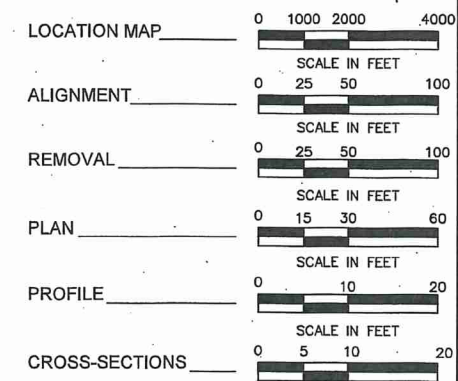 0 1000 2000 4000
LOCATION MAP
SCALE IN FEET
0 25 50 100
ALIGNMENT
SCALE IN FEET
0 25 50 100
REMOVAL
SCALE IN FEET
0 15 30 60
PLAN
SCALE IN FEET
0 10 20
PROFILE
SCALE IN FEET
0 5 10 20
CROSS-SECTIONS